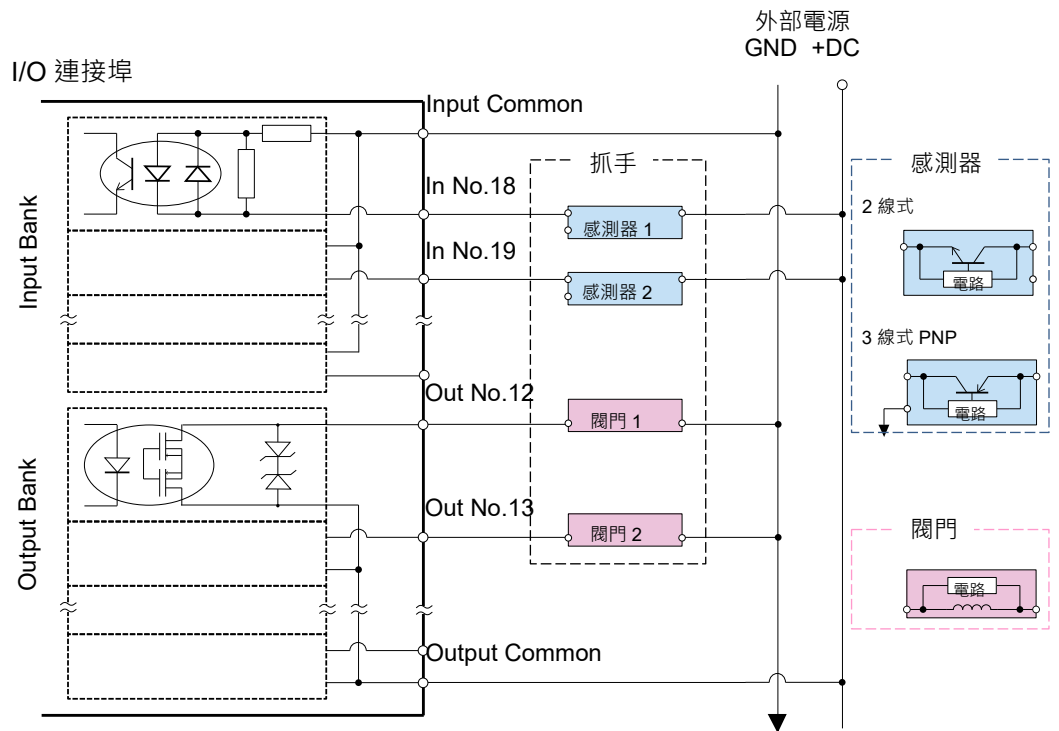 外部電源
GND +DC
I/O 連接埠
Input Common
抓手
感測器
In No.18
2 線式
感測器 1
電路
In No.19
Input Bank
感測器 2
3 線式 PNP
電路
Out No.12
閥門 1
Out No.13
Output Bank
閥門 2
閥門
電路
Output Common